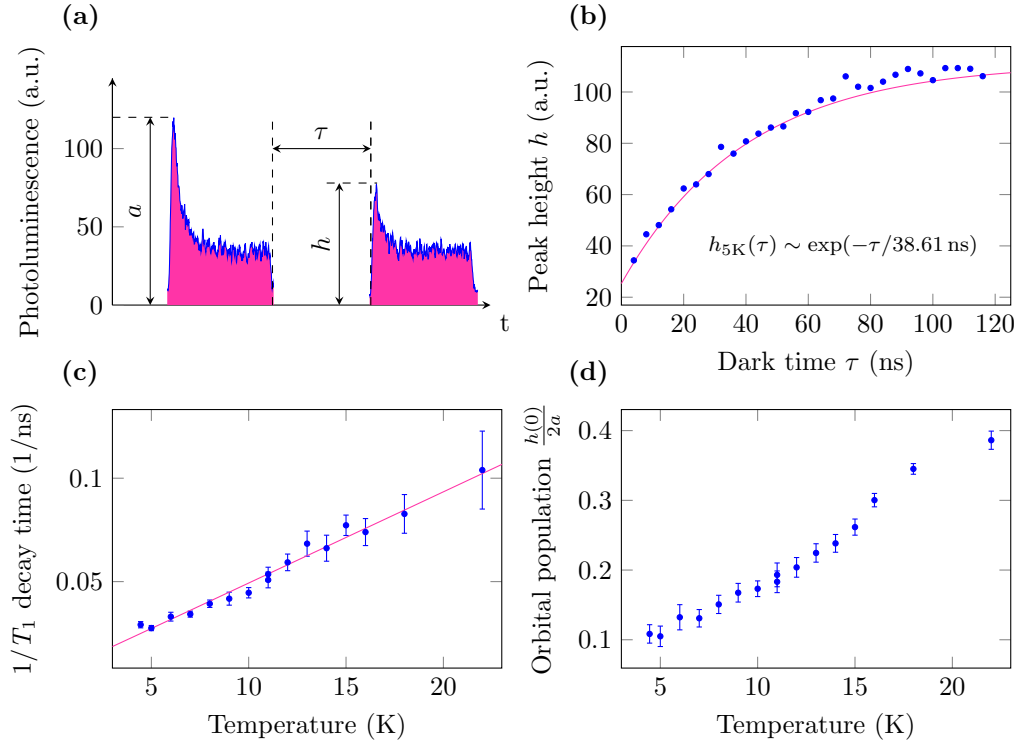 (a)
Photoluminescence (a.u.)
100
50
0
a
τ
h
t
(b)
Peak height h (a.u.)
100
80
60
40
20
h5K(τ) ∼ exp(−τ/38.61 ns)
0 20 40 60 80 100 120
Dark time τ (ns)
(c)
1/T1 decay time (1/ns)
0.1
0.05
5 10 15 20
Temperature (K)
(d)
Orbital population h(0)/2a
0.4
0.3
0.2
0.1
5 10 15 20
Temperature (K)